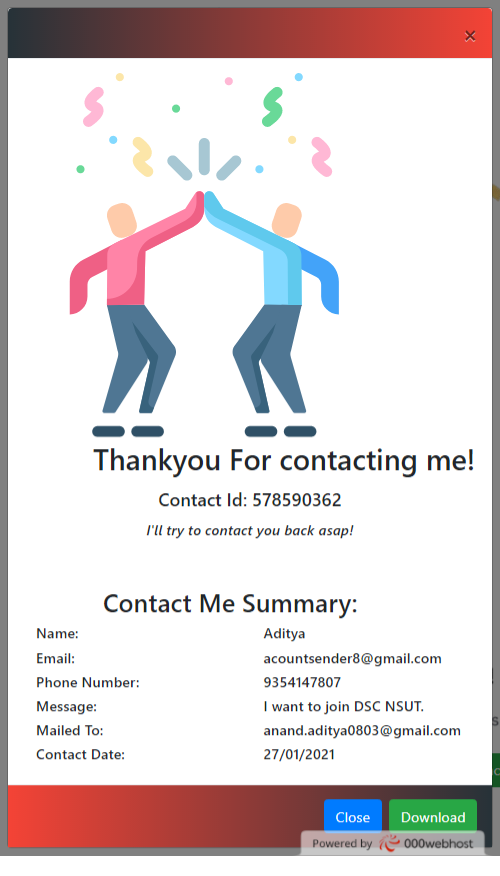 ×
Thankyou For contacting me!
Contact Id: 578590362
I'll try to contact you back asap!
Contact Me Summary:
Name: Aditya
Email: acountsender8@gmail.com
Phone Number: 9354147807
Message: I want to join DSC NSUT.
Mailed To: anand.aditya0803@gmail.com
Contact Date: 27/01/2021
Close Download
Powered by 000webhost